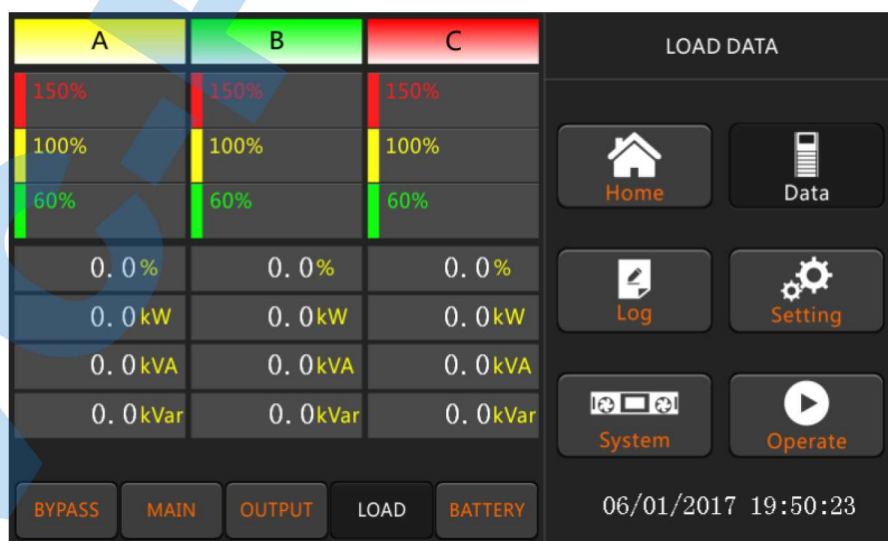 A B C
150% 150% 150%
100% 100% 100%
60% 60% 60%
0.0% 0.0% 0.0%
0.0kW 0.0kW 0.0kW
0.0kVA 0.0kVA 0.0kVA
0.0kVar 0.0kVar 0.0kVar
BYPASS MAIN OUTPUT LOAD BATTERY
LOAD DATA
Home Data
Log Setting
System Operate
06/01/2017 19:50:23